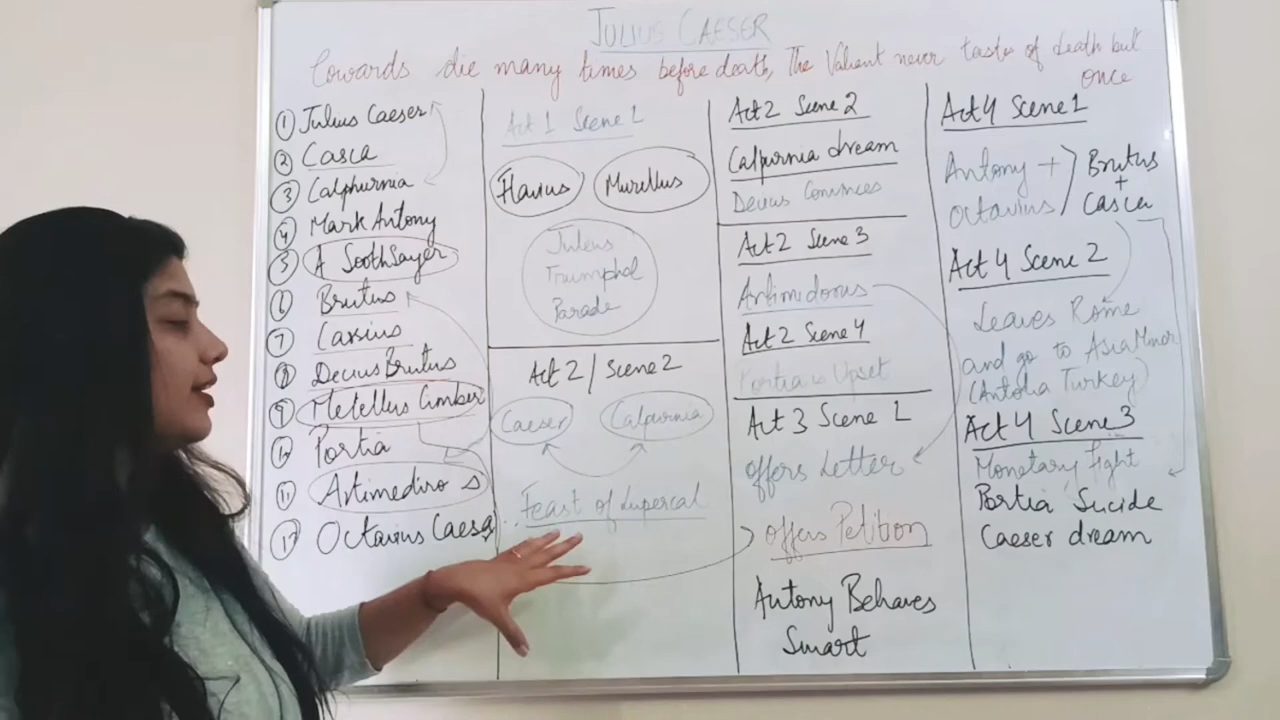 JULIUS CAESER
Cowards die many times before death, The Valient never taste of death but
once
① Julius Caeser
② Casca
③ Calphurnia
④ Mark Antony
⑤ A SoothSayer
⑥ Brutus
⑦ Cassius
⑧ Decius Brutus
⑨ Metellus Cimber
Portia
⑪ Artimediros
Octavius Caesar
Act 1 Scene 1
Flavius
Murellus
Julius
Triumphal
Parade
Act 2 / Scene 2
Caeser
Calpurnia
Feast of Lupercal
Act 2 Scene 2
Calpurnia dream
Decius Convinces
Act 2 Scene 3
Artimidorus
Act 2 Scene 4
Portia is Upset
Act 3 Scene 1
offers Letter
offers Petition
Antony Behaves
Smart
Act 4 Scene 1
Antony +
Octavius
Brutus
+
Casca
Act 4 Scene 2
Leaves Rome
and go to Asia Minor
(Antolia Turkey)
Act 4 Scene 3
Monetary Fight
Portia Suicide
Caeser dream